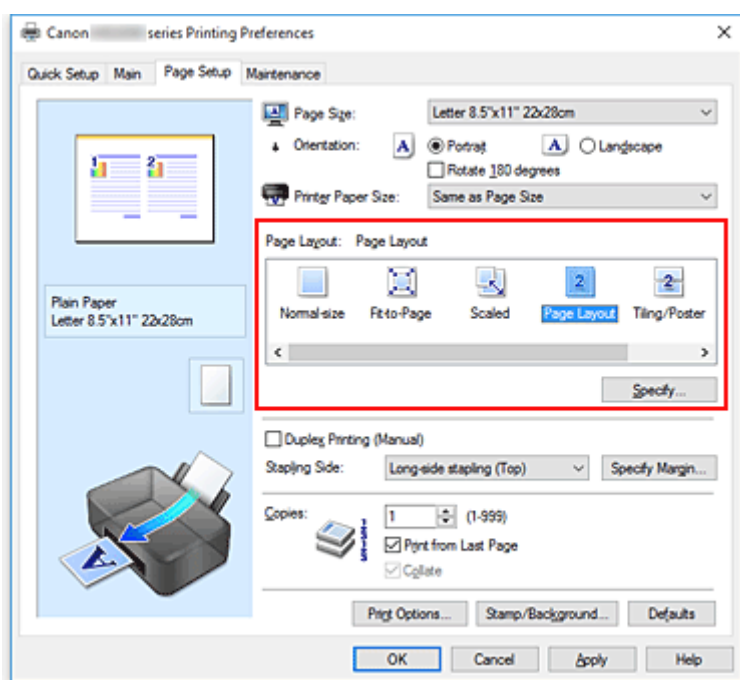 Canon series Printing Preferences
Quick Setup Main Page Setup Maintenance
Page Size: Letter 8.5"x11" 22x28cm
Orientation: A Portrait A Landscape
Rotate 180 degrees
Printer Paper Size: Same as Page Size
1 2
Page Layout: Page Layout
2 2
Normal-size Fit-to-Page Scaled Page Layout Tiling/Poster
Plain Paper
Letter 8.5"x11" 22x28cm
Specify...
Duplex Printing (Manual)
Stapling Side: Long-side stapling (Top) Specify Margin...
Copies: 1 (1-999)
Print from Last Page
Collate
A
Print Options... Stamp/Background... Defaults
OK Cancel Apply Help